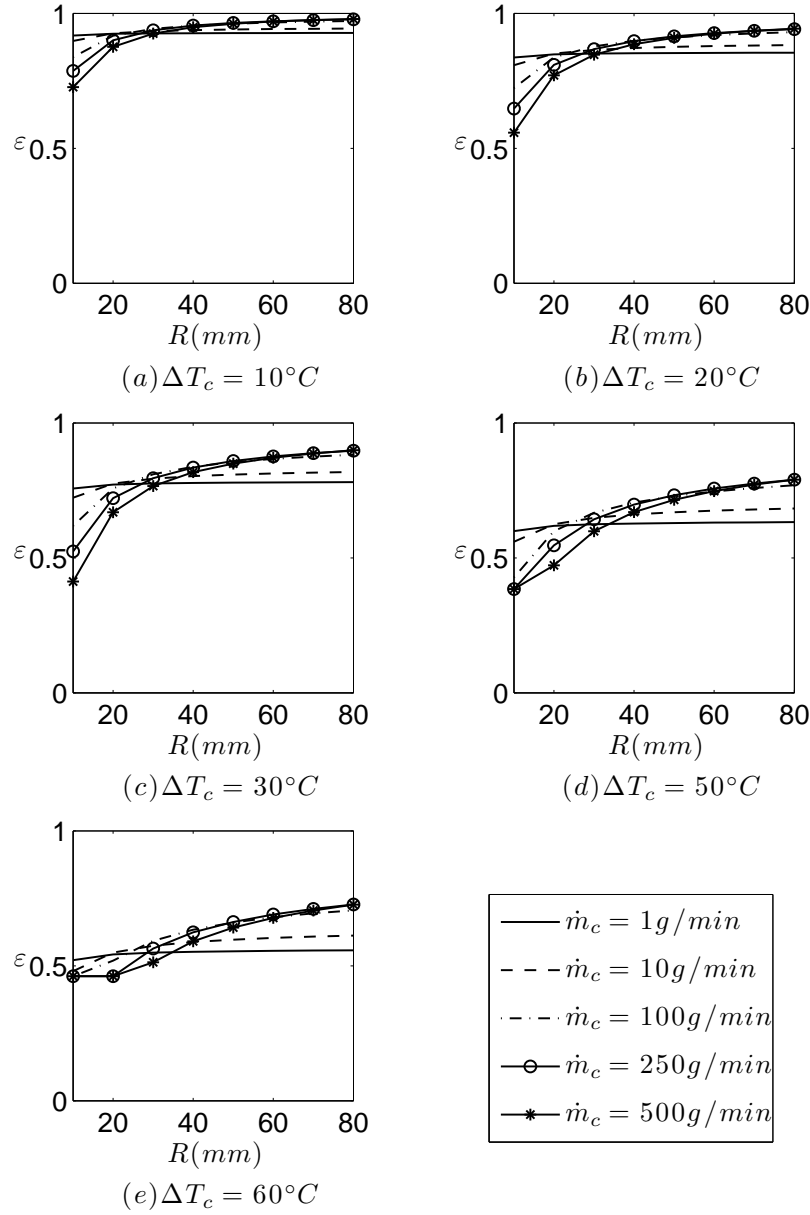 1
0.5
0
ε
20 40 60 80
R(mm)
(a)ΔT_c = 10°C
1
0.5
0
ε
20 40 60 80
R(mm)
(b)ΔT_c = 20°C
1
0.5
0
ε
20 40 60 80
R(mm)
(c)ΔT_c = 30°C
1
0.5
0
ε
20 40 60 80
R(mm)
(d)ΔT_c = 50°C
1
0.5
0
ε
20 40 60 80
R(mm)
(e)ΔT_c = 60°C
ṁ_c = 1g/min
ṁ_c = 10g/min
ṁ_c = 100g/min
ṁ_c = 250g/min
ṁ_c = 500g/min